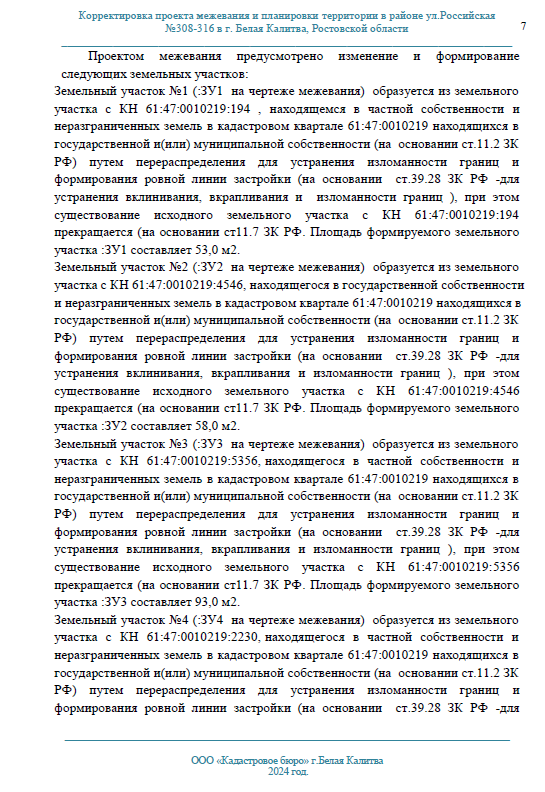 Корректировка проекта межевания и планировки территории в районе ул.Российская
№308-316 в г. Белая Калитва, Ростовской области
7
Проектом межевания предусмотрено изменение и формирование
следующих земельных участков:
Земельный участок №1 (:ЗУ1 на чертеже межевания) образуется из земельного
участка с КН 61:47:0010219:194 , находящемся в частной собственности и
неразграниченных земель в кадастровом квартале 61:47:0010219 находящихся в
государственной и(или) муниципальной собственности (на основании ст.11.2 ЗК
РФ) путем перераспределения для устранения изломанности границ и
формирования ровной линии застройки (на основании ст.39.28 ЗК РФ -для
устранения вклинивания, вкрапливания и изломанности границ ), при этом
существование исходного земельного участка с КН 61:47:0010219:194
прекращается (на основании ст11.7 ЗК РФ. Площадь формируемого земельного
участка :ЗУ1 составляет 53,0 м2.
Земельный участок №2 (:ЗУ2 на чертеже межевания) образуется из земельного
участка с КН 61:47:0010219:4546, находящегося в государственной собственности
и неразграниченных земель в кадастровом квартале 61:47:0010219 находящихся в
государственной и(или) муниципальной собственности (на основании ст.11.2 ЗК
РФ) путем перераспределения для устранения изломанности границ и
формирования ровной линии застройки (на основании ст.39.28 ЗК РФ -для
устранения вклинивания, вкрапливания и изломанности границ ), при этом
существование исходного земельного участка с КН 61:47:0010219:4546
прекращается (на основании ст11.7 ЗК РФ. Площадь формируемого земельного
участка :ЗУ2 составляет 58,0 м2.
Земельный участок №3 (:ЗУ3 на чертеже межевания) образуется из земельного
участка с КН 61:47:0010219:5356, находящегося в частной собственности и
неразграниченных земель в кадастровом квартале 61:47:0010219 находящихся в
государственной и(или) муниципальной собственности (на основании ст.11.2 ЗК
РФ) путем перераспределения для устранения изломанности границ и
формирования ровной линии застройки (на основании ст.39.28 ЗК РФ -для
устранения вклинивания, вкрапливания и изломанности границ ), при этом
существование исходного земельного участка с КН 61:47:0010219:5356
прекращается (на основании ст11.7 ЗК РФ. Площадь формируемого земельного
участка :ЗУ3 составляет 93,0 м2.
Земельный участок №4 (:ЗУ4 на чертеже межевания) образуется из земельного
участка с КН 61:47:0010219:2230, находящегося в частной собственности и
неразграниченных земель в кадастровом квартале 61:47:0010219 находящихся в
государственной и(или) муниципальной собственности (на основании ст.11.2 ЗК
РФ) путем перераспределения для устранения изломанности границ и
формирования ровной линии застройки (на основании ст.39.28 ЗК РФ -для
ООО «Кадастровое бюро» г.Белая Калитва
2024 год.